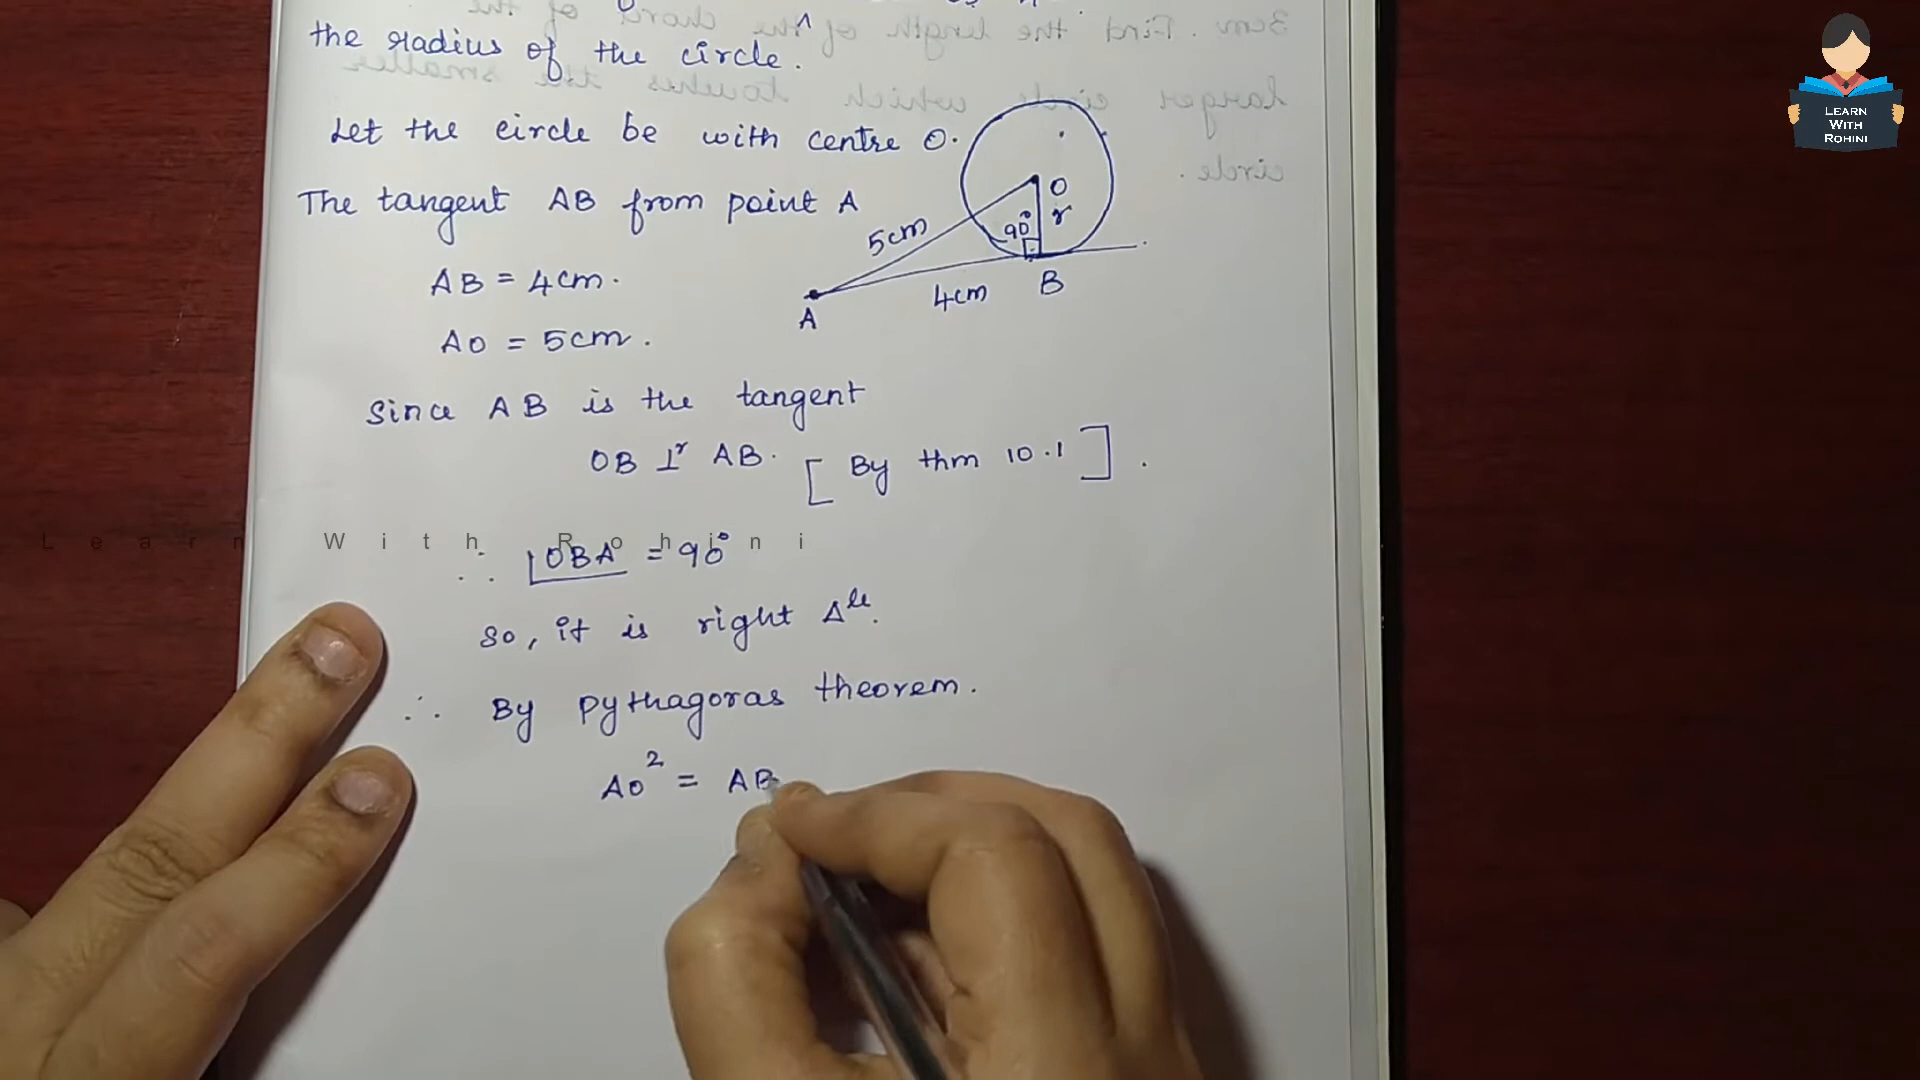 the radius of the circle.
Let the circle be with centre O.
The tangent AB from point A
AB = 4cm.
AO = 5cm.
Since AB is the tangent
OB ⊥r AB. [By thm 10.1].
∴ ∠OBA = 90°
So, it is right Δle.
∴ By Pythagoras theorem.
AO² = AB
O
r
90°
5cm
4cm
B
A
Learn With Rohini
LEARN
WITH
ROHINI